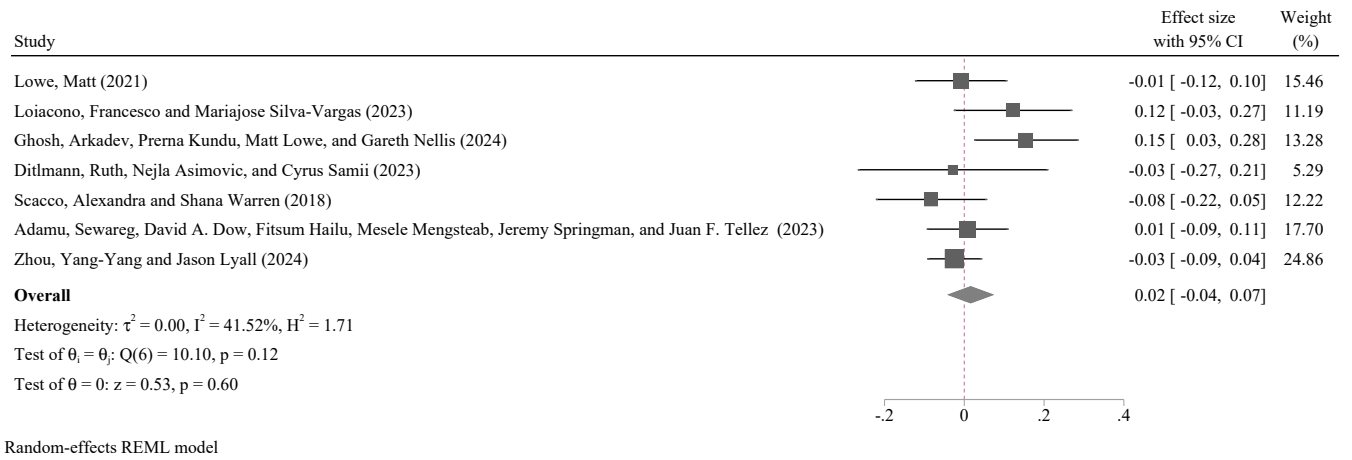 Effect size Weight
Study with 95% CI (%)
Lowe, Matt (2021) -0.01 [ -0.12, 0.10] 15.46
Loiacono, Francesco and Mariajose Silva-Vargas (2023) 0.12 [ -0.03, 0.27] 11.19
Ghosh, Arkadev, Prerna Kundu, Matt Lowe, and Gareth Nellis (2024) 0.15 [ 0.03, 0.28] 13.28
Ditlmann, Ruth, Nejla Asimovic, and Cyrus Samii (2023) -0.03 [ -0.27, 0.21] 5.29
Scacco, Alexandra and Shana Warren (2018) -0.08 [ -0.22, 0.05] 12.22
Adamu, Sewareg, David A. Dow, Fitsum Hailu, Mesele Mengsteab, Jeremy Springman, and Juan F. Tellez (2023) 0.01 [ -0.09, 0.11] 17.70
Zhou, Yang-Yang and Jason Lyall (2024) -0.03 [ -0.09, 0.04] 24.86
Overall 0.02 [ -0.04, 0.07]
Heterogeneity: τ² = 0.00, I² = 41.52%, H² = 1.71
Test of θᵢ = θⱼ: Q(6) = 10.10, p = 0.12
Test of θ = 0: z = 0.53, p = 0.60
-.2 0 .2 .4
Random-effects REML model